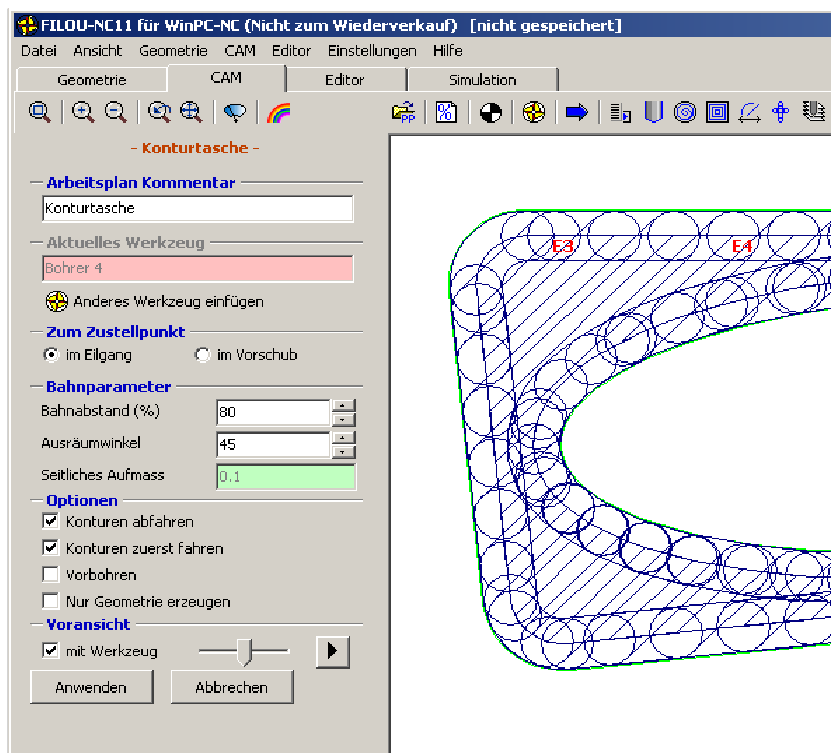 FILOU-NC11 für WinPC-NC (Nicht zum Wiederverkauf) [nicht gespeichert]
Datei Ansicht Geometrie CAM Editor Einstellungen Hilfe
Geometrie CAM Editor Simulation
PP %
- Konturtasche -
Arbeitsplan Kommentar
Konturtasche
Aktuelles Werkzeug
Bohrer 4
Anderes Werkzeug einfügen
Zum Zustellpunkt
im Eilgang im Vorschub
Bahnparameter
Bahnabstand (%) 80
Ausräumwinkel 45
Seitliches Aufmass 0.1
Optionen
Konturen abfahren
Konturen zuerst fahren
Vorbohren
Nur Geometrie erzeugen
Voransicht
mit Werkzeug
Anwenden Abbrechen
E3 E4